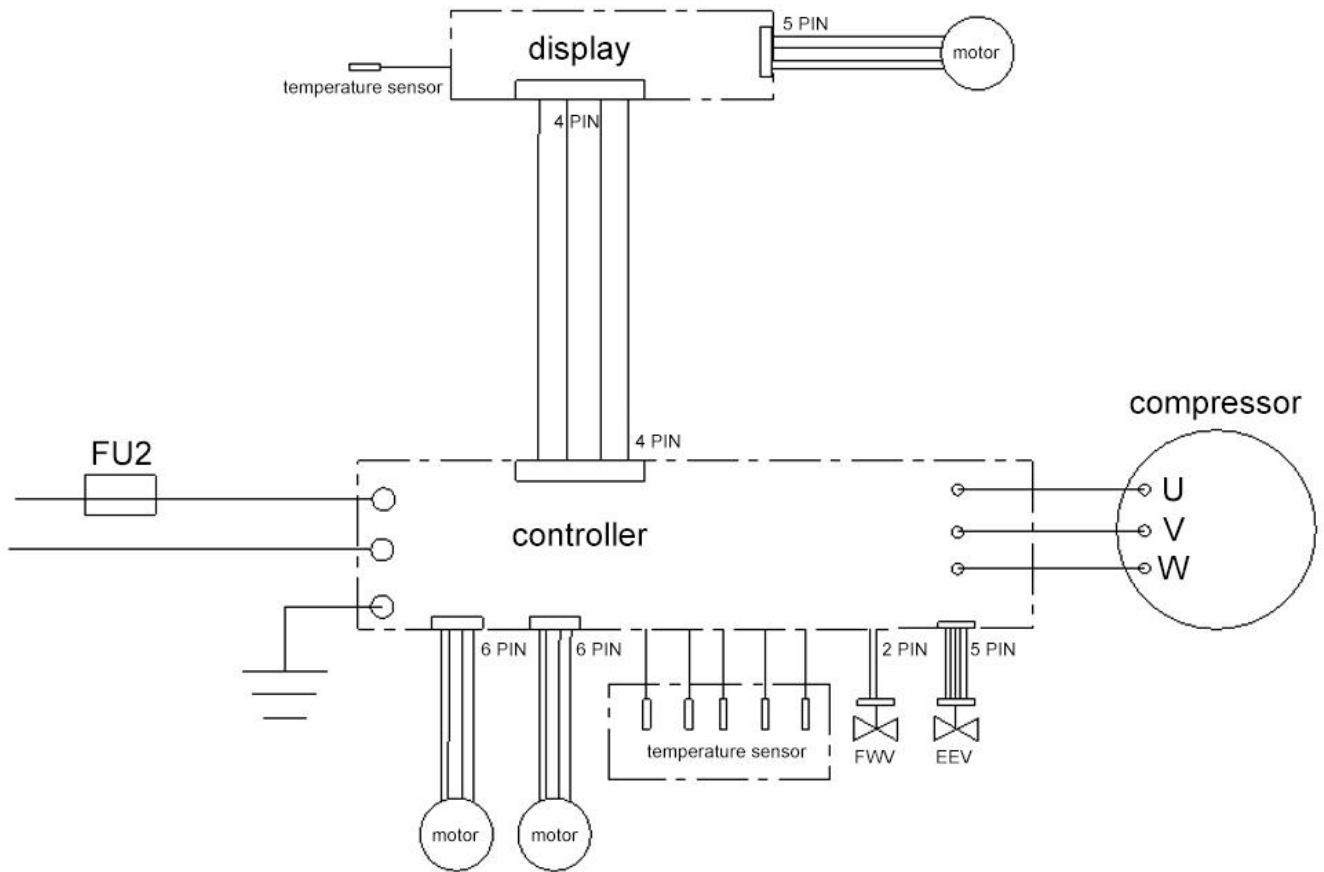 5 PIN
display
motor
temperature sensor
4 PIN
4 PIN
compressor
FU2
U
controller
V
W
6 PIN
6 PIN
2 PIN
5 PIN
temperature sensor
FWV
EEV
motor
motor